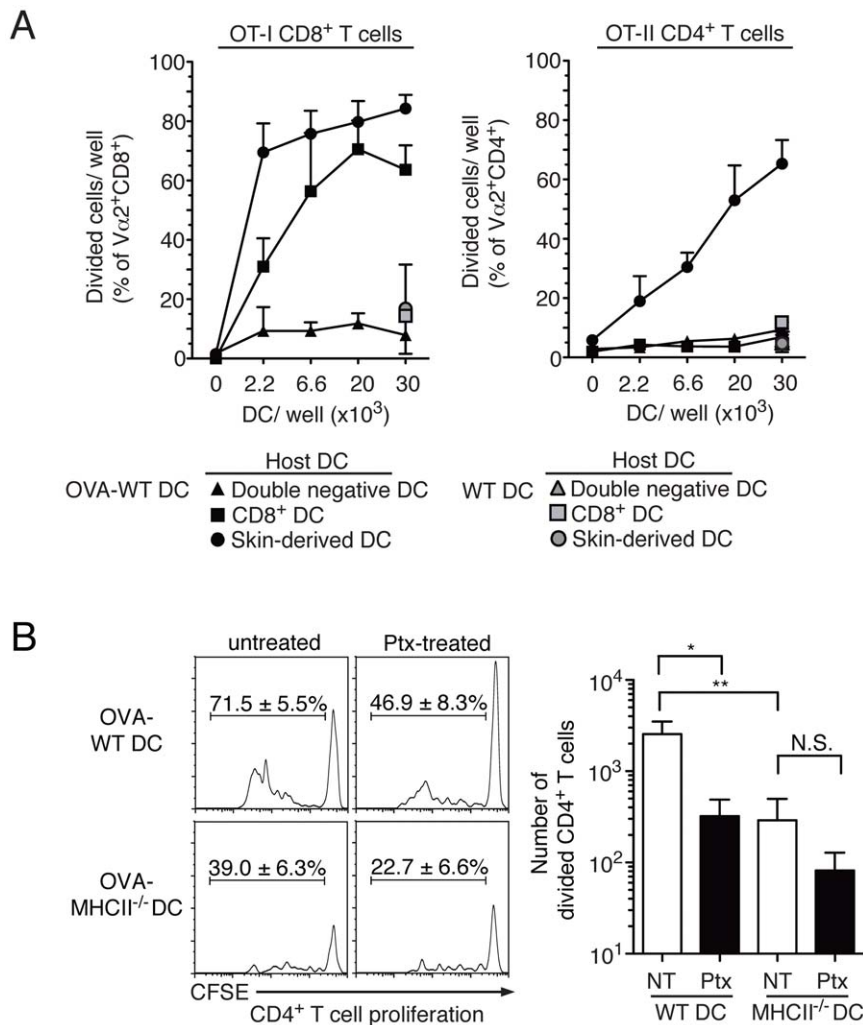 A
OT-I CD8⁺ T cells
OT-II CD4⁺ T cells
Divided cells/ well
(% of Vα2⁺CD8⁺)
100
80
60
40
20
0
0 2.2 6.6 20 30
DC/ well (x10³)
Divided cells/ well
(% of Vα2⁺CD4⁺)
100
80
60
40
20
0
0 2.2 6.6 20 30
DC/ well (x10³)
Host DC
OVA-WT DC
Double negative DC
CD8⁺ DC
Skin-derived DC
Host DC
WT DC
Double negative DC
CD8⁺ DC
Skin-derived DC
B
untreated
Ptx-treated
OVA-
WT DC
71.5 ± 5.5%
46.9 ± 8.3%
OVA-
MHCII⁻/⁻ DC
39.0 ± 6.3%
22.7 ± 6.6%
CFSE
CD4⁺ T cell proliferation
Number of
divided CD4⁺ T cells
10⁴
10³
10²
10¹
*
**
N.S.
NT Ptx NT Ptx
WT DC MHCII⁻/⁻ DC